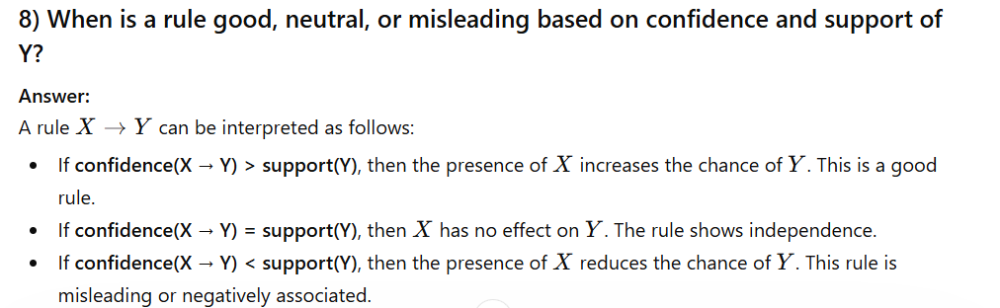 8) When is a rule good, neutral, or misleading based on confidence and support of
Y?
Answer:
A rule X → Y can be interpreted as follows:
• If confidence(X → Y) > support(Y), then the presence of X increases the chance of Y. This is a good
rule.
• If confidence(X → Y) = support(Y), then X has no effect on Y. The rule shows independence.
• If confidence(X → Y) < support(Y), then the presence of X reduces the chance of Y. This rule is
misleading or negatively associated.